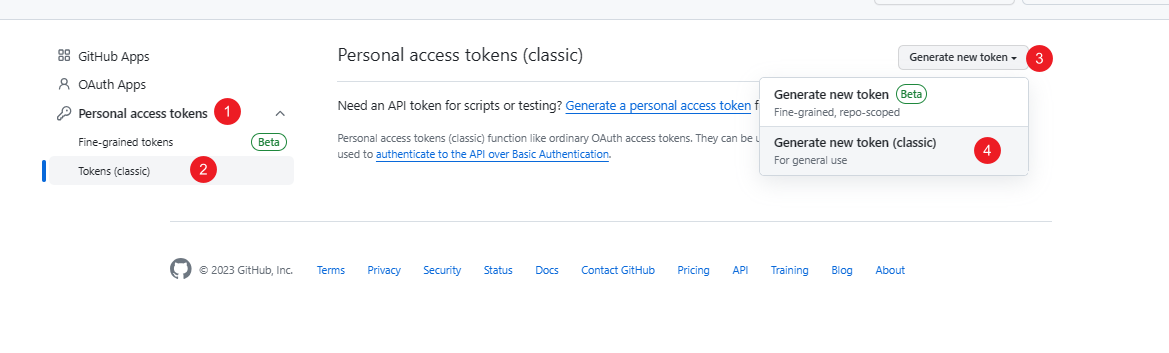 GitHub Apps
OAuth Apps
Personal access tokens 1
Fine-grained tokens Beta
Tokens (classic) 2
Personal access tokens (classic)
Generate new token 3
Need an API token for scripts or testing? Generate a personal access token f
Personal access tokens (classic) function like ordinary OAuth access tokens. They can be u
used to authenticate to the API over Basic Authentication.
Generate new token Beta
Fine-grained, repo-scoped
Generate new token (classic) 4
For general use
© 2023 GitHub, Inc. Terms Privacy Security Status Docs Contact GitHub Pricing API Training Blog About